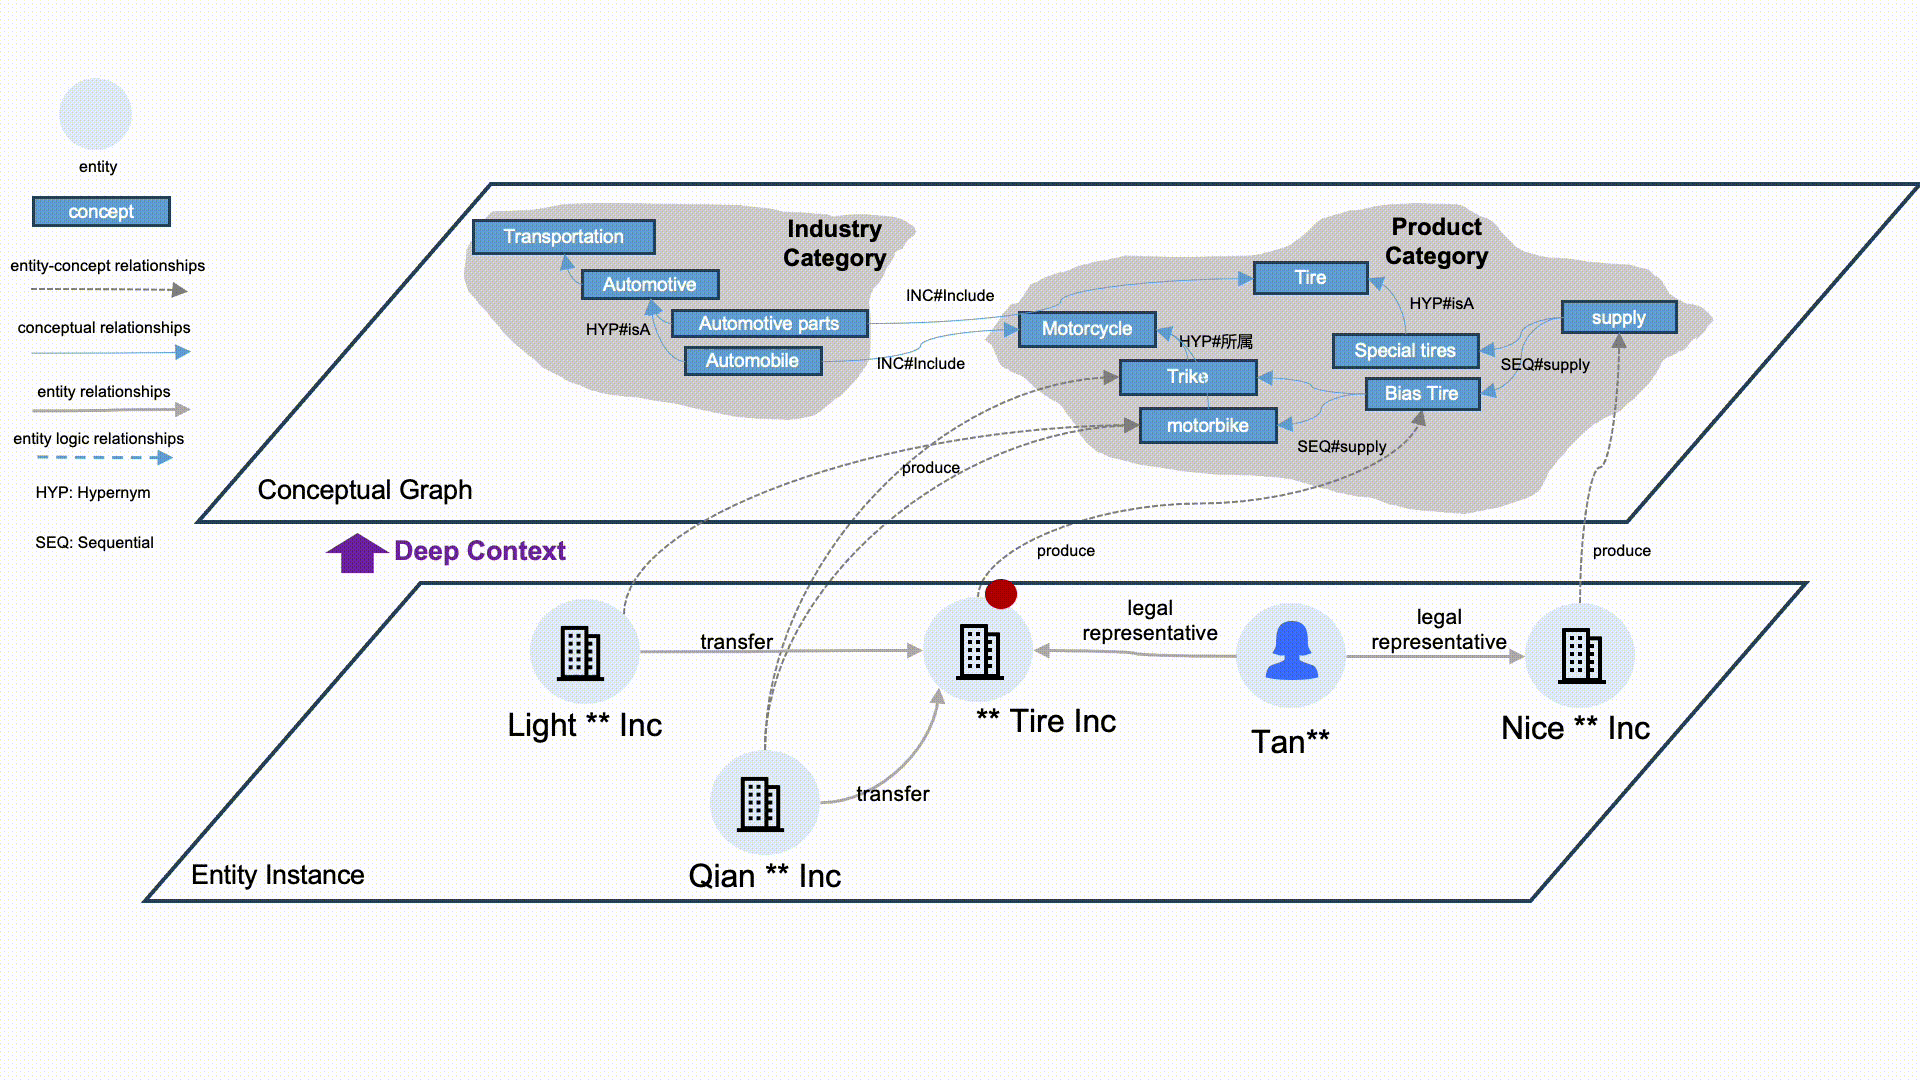 entity
concept
entity-concept relationships
conceptual relationships
entity relationships
entity logic relationships
HYP: Hypernym
SEQ: Sequential
Industry
Category
Transportation
Automotive
Automotive parts
HYP#isA
Automobile
INC#Include
INC#Include
Product
Category
Tire
HYP#isA
supply
Motorcycle
HYP#所属
Special tires
SEQ#supply
Trike
Bias Tire
motorbike
SEQ#supply
produce
Conceptual Graph
Deep Context
produce
produce
legal
representative
legal
representative
transfer
Light ** Inc
** Tire Inc
Tan**
Nice ** Inc
transfer
Qian ** Inc
Entity Instance